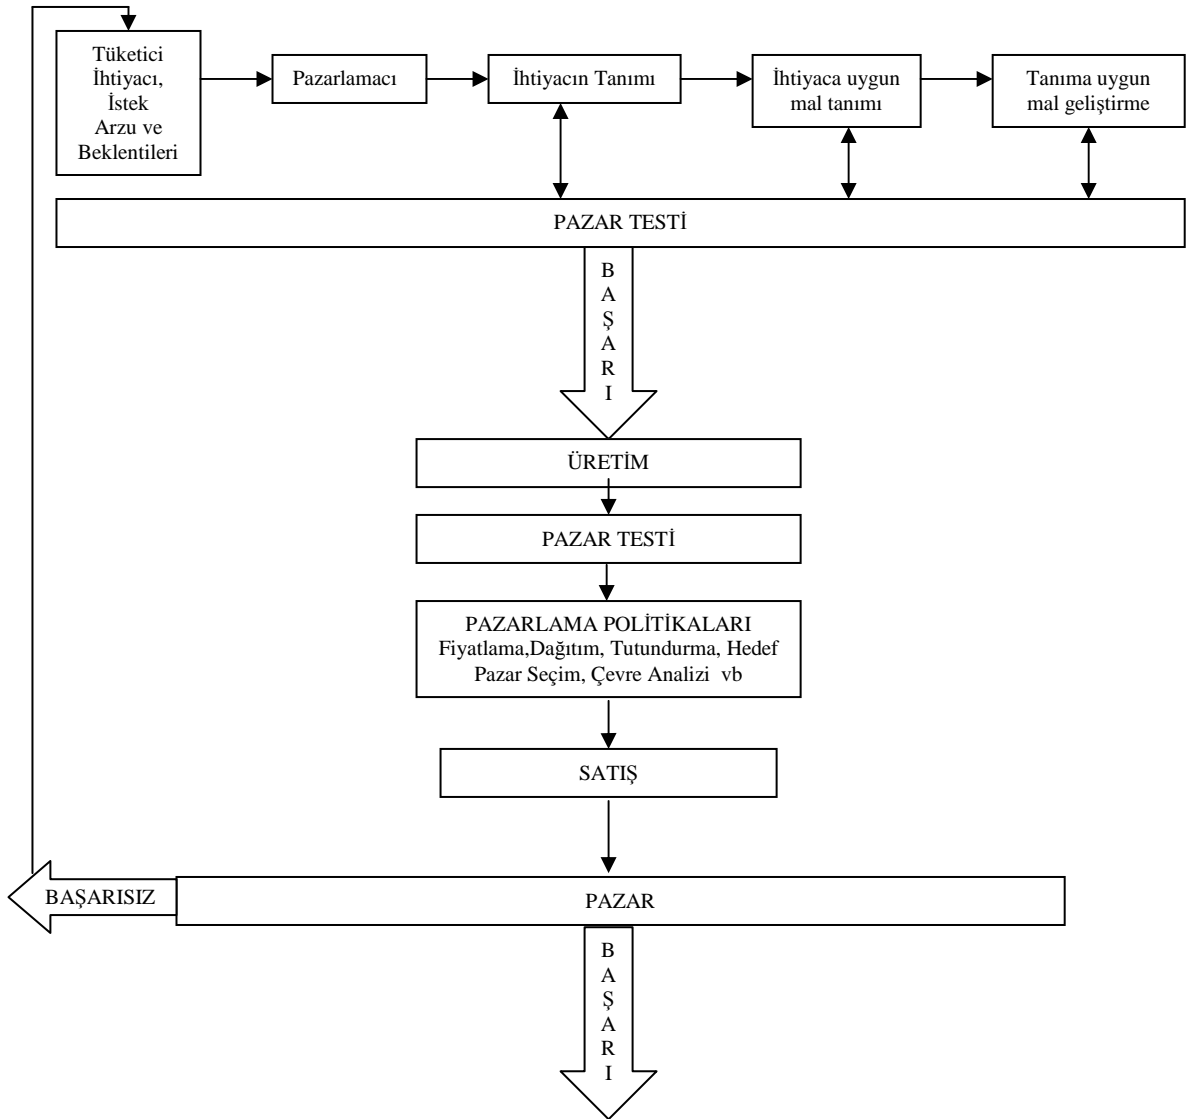 Tüketici
İhtiyacı,
İstek
Arzu ve
Beklentileri
Pazarlamacı
İhtiyacın Tanımı
İhtiyaca uygun
mal tanımı
Tanıma uygun
mal geliştirme
PAZAR TESTİ
B
A
Ş
A
R
I
ÜRETİM
PAZAR TESTİ
PAZARLAMA POLİTİKALARI
Fiyatlama,Dağıtım, Tutundurma, Hedef
Pazar Seçim, Çevre Analizi  vb
SATIŞ
BAŞARISIZ
PAZAR
B
A
Ş
A
R
I